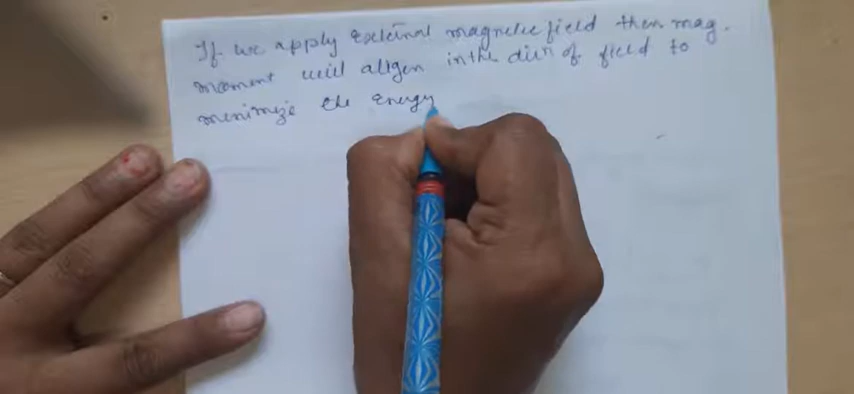 If we apply external magnetic field then mag.
moment will allgen in the dirn of field to
minimize the energy